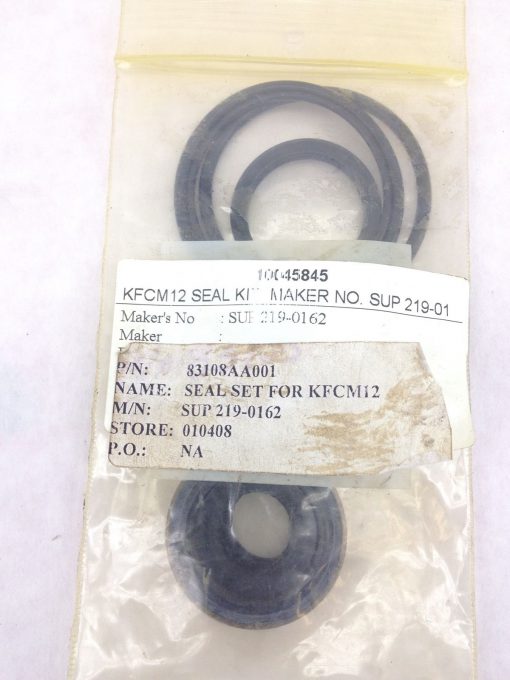 10045845
KFCM12 SEAL KIT MAKER NO. SUP 219-01
Maker's No : SUP 219-0162
Maker :
P/N: 83108AA001
NAME: SEAL SET FOR KFCM12
M/N: SUP 219-0162
STORE: 010408
P.O.: NA